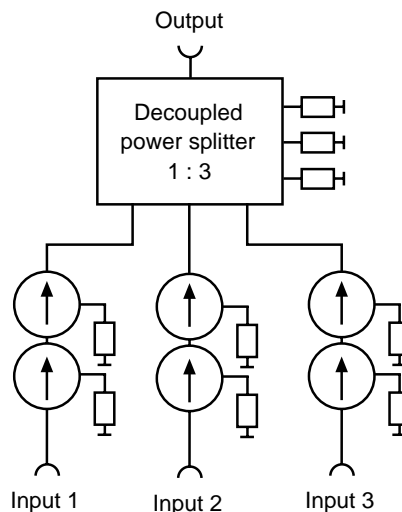 Output
Decoupled
power splitter
1 : 3
Input 1
Input 2
Input 3